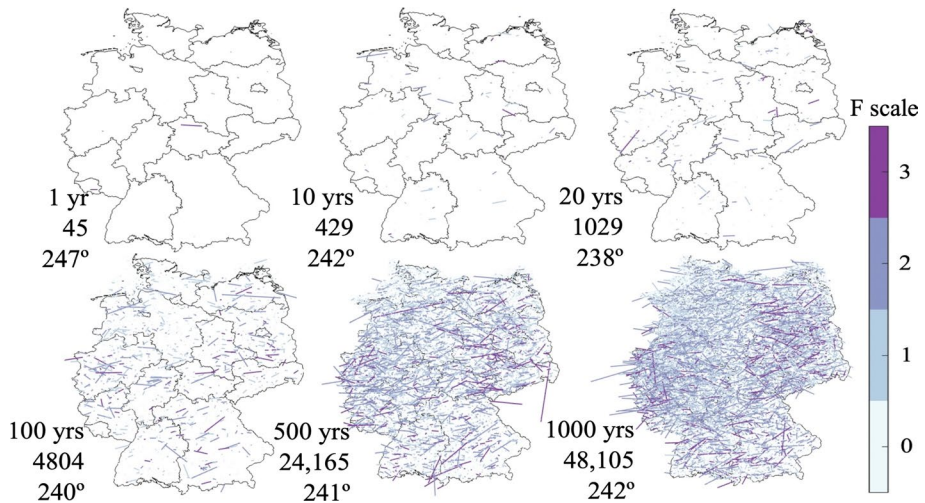 1 yr
45
247º
10 yrs
429
242º
20 yrs
1029
238º
F scale
3
2
1
0
100 yrs
4804
240º
500 yrs
24,165
241º
1000 yrs
48,105
242º